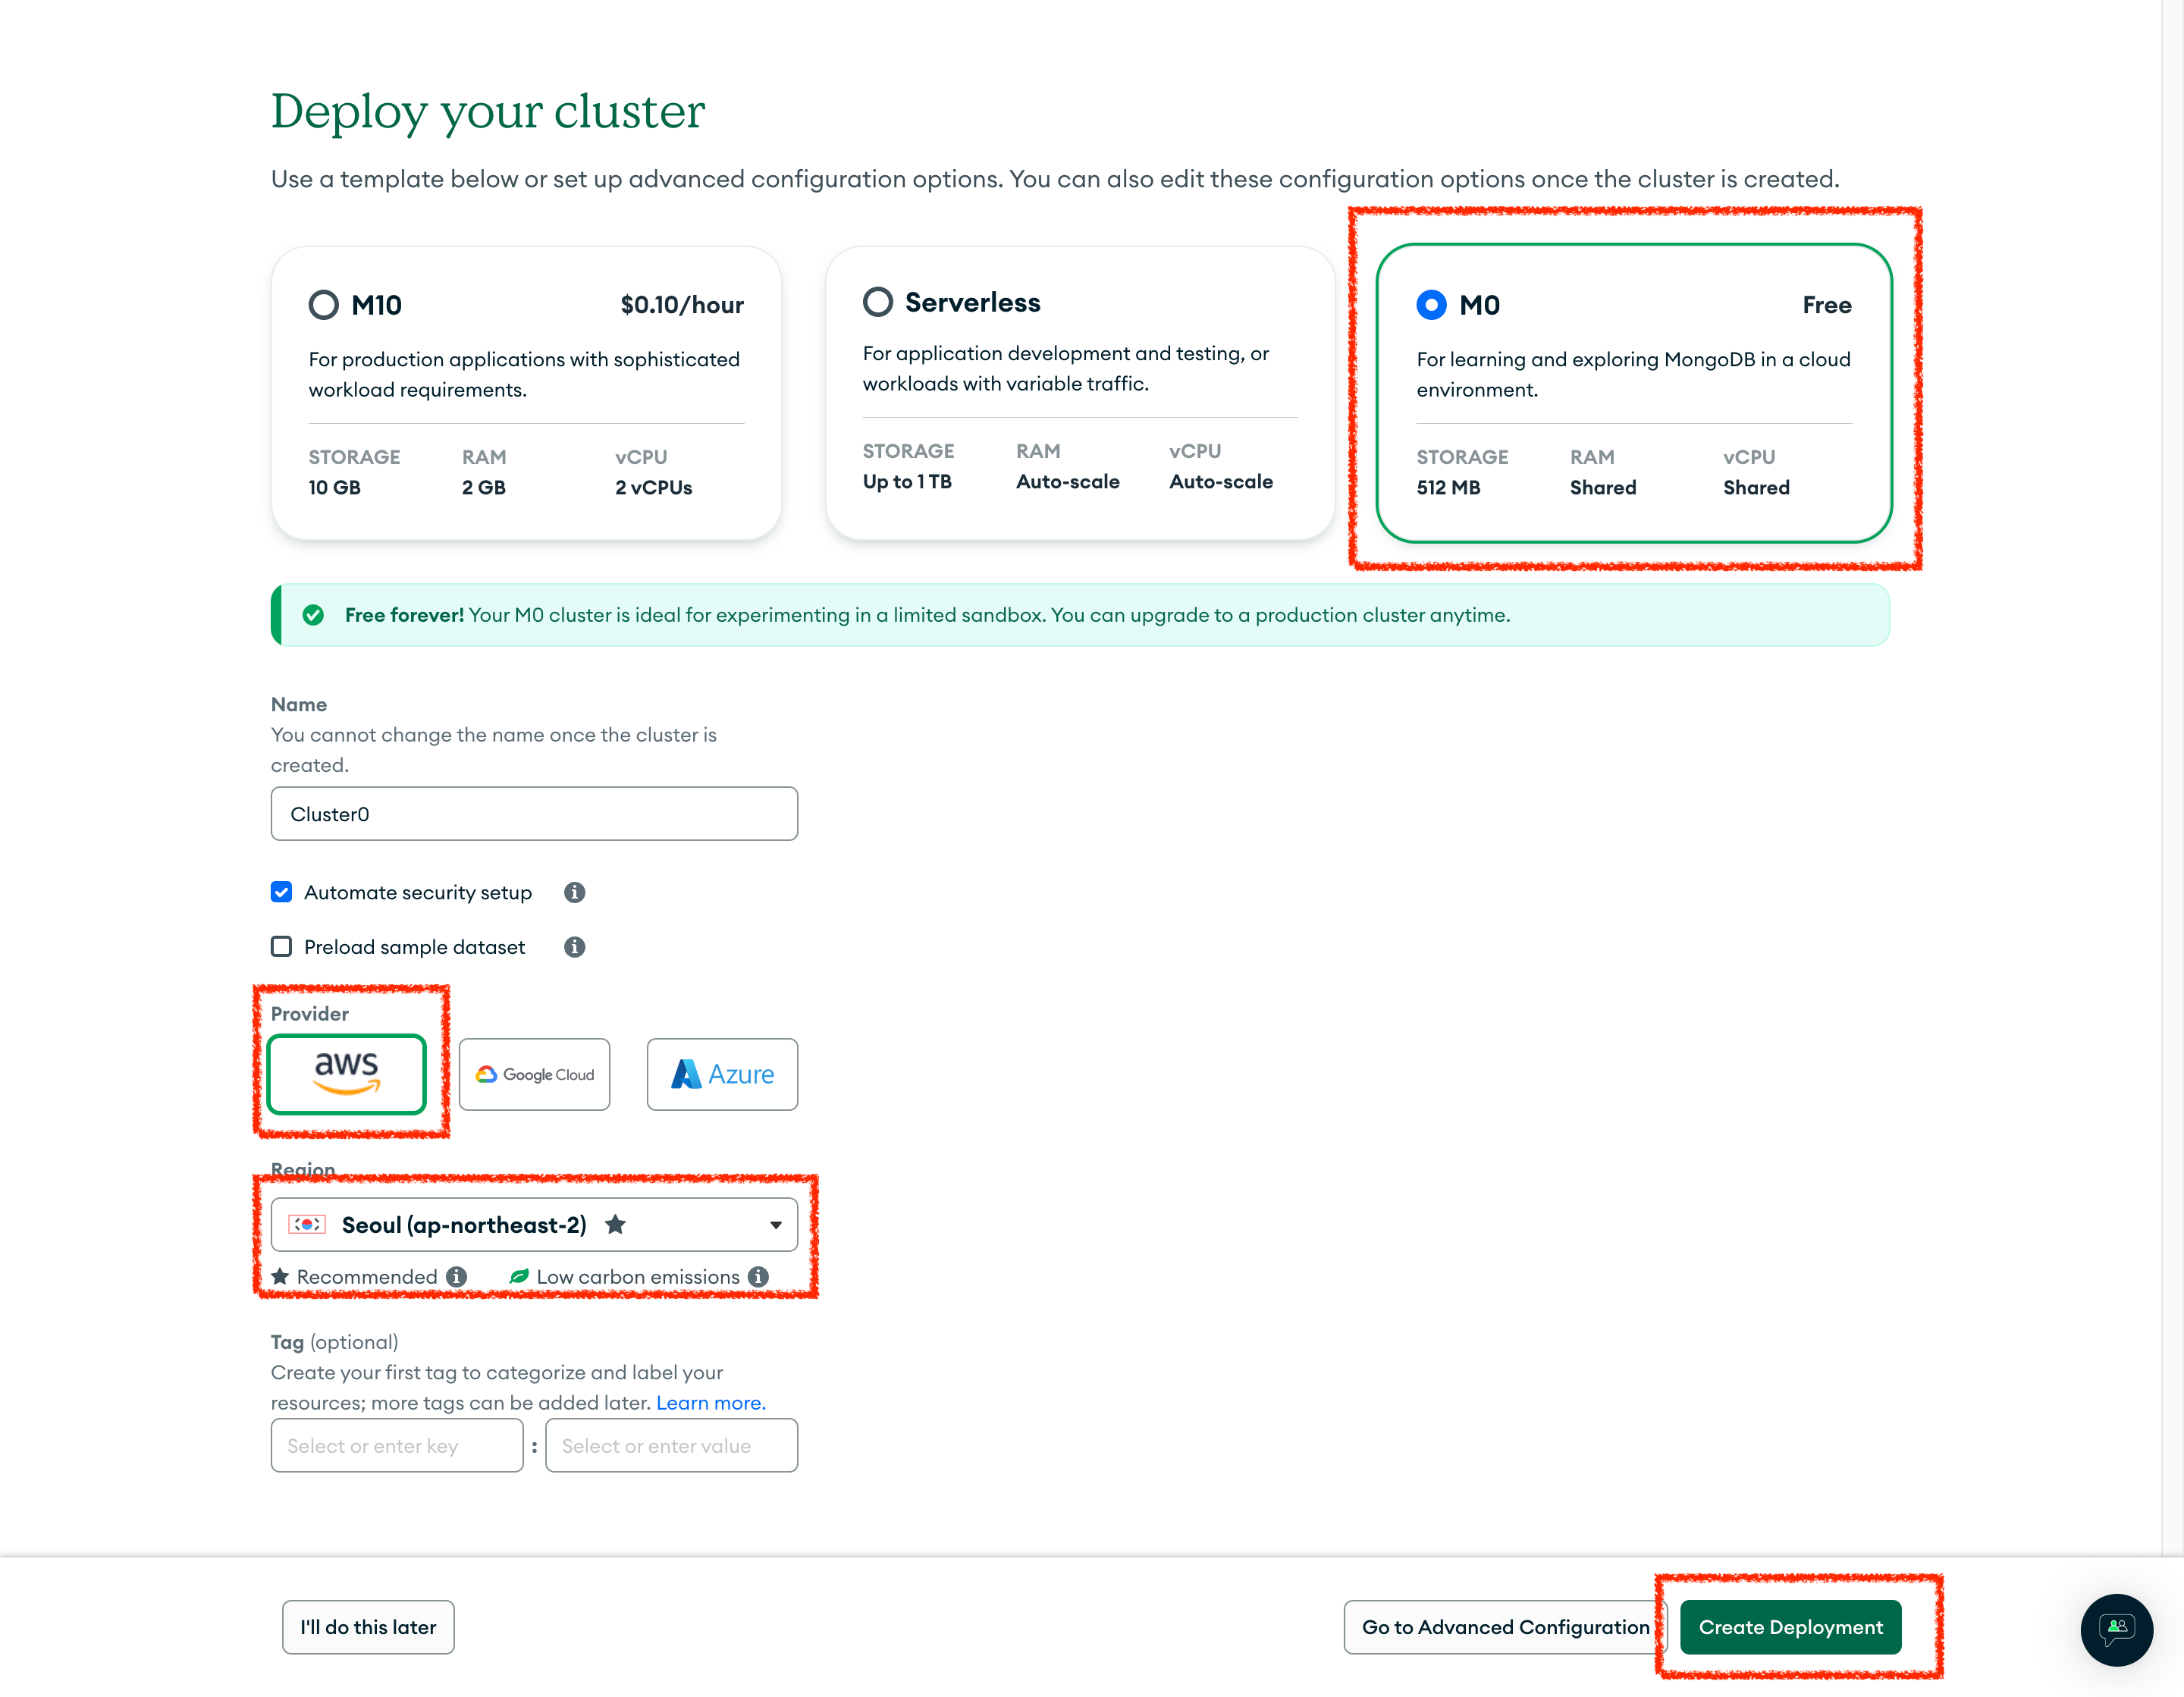 Deploy your cluster
Use a template below or set up advanced configuration options. You can also edit these configuration options once the cluster is created.
M10 $0.10/hour
For production applications with sophisticated
workload requirements.
STORAGE RAM vCPU
10 GB 2 GB 2 vCPUs
Serverless
For application development and testing, or
workloads with variable traffic.
STORAGE RAM vCPU
Up to 1 TB Auto-scale Auto-scale
M0 Free
For learning and exploring MongoDB in a cloud
environment.
STORAGE RAM vCPU
512 MB Shared Shared
Free forever! Your M0 cluster is ideal for experimenting in a limited sandbox. You can upgrade to a production cluster anytime.
Name
You cannot change the name once the cluster is
created.
Cluster0
Automate security setup
Preload sample dataset
Provider
aws Google Cloud Azure
Region
Seoul (ap-northeast-2)
Recommended Low carbon emissions
Tag (optional)
Create your first tag to categorize and label your
resources; more tags can be added later. Learn more.
Select or enter key : Select or enter value
I'll do this later Go to Advanced Configuration Create Deployment